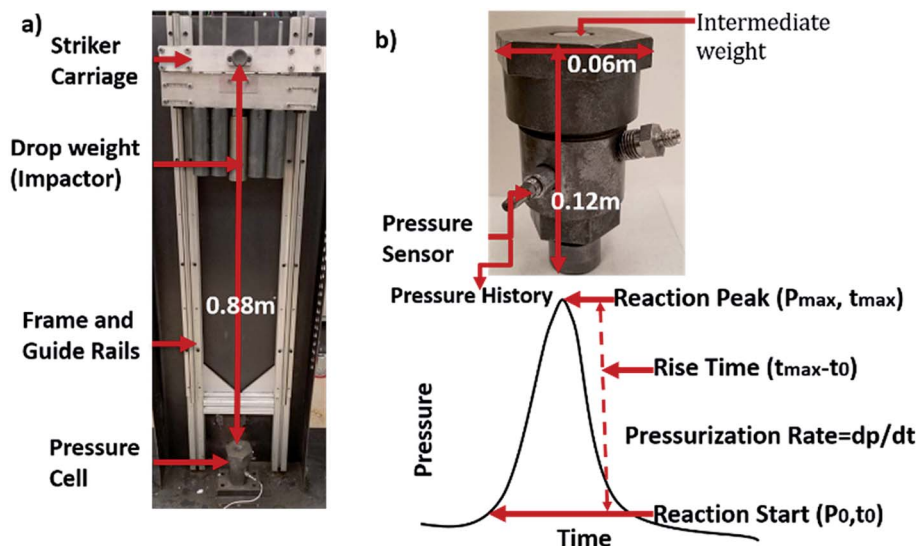 a)
Striker
Carriage
Drop weight
(Impactor)
0.88m
Frame and
Guide Rails
Pressure
Cell
b)
Intermediate
weight
0.06m
0.12m
Pressure
Sensor
Pressure History
Reaction Peak (Pmax, tmax)
Rise Time (tmax-t0)
Pressurization Rate=dp/dt
Reaction Start (P0,t0)
Pressure
Time